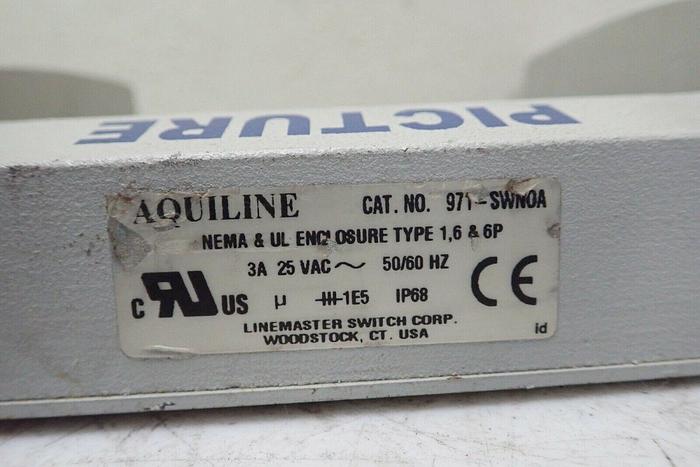 PICTURE
AQUILINE CAT. NO. 971-SWNOA
NEMA & UL ENCLOSURE TYPE 1,6 & 6P
3A 25 VAC ~ 50/60 HZ
c RU US µ 1E5 IP68 CE
LINEMASTER SWITCH CORP.
WOODSTOCK, CT. USA
id